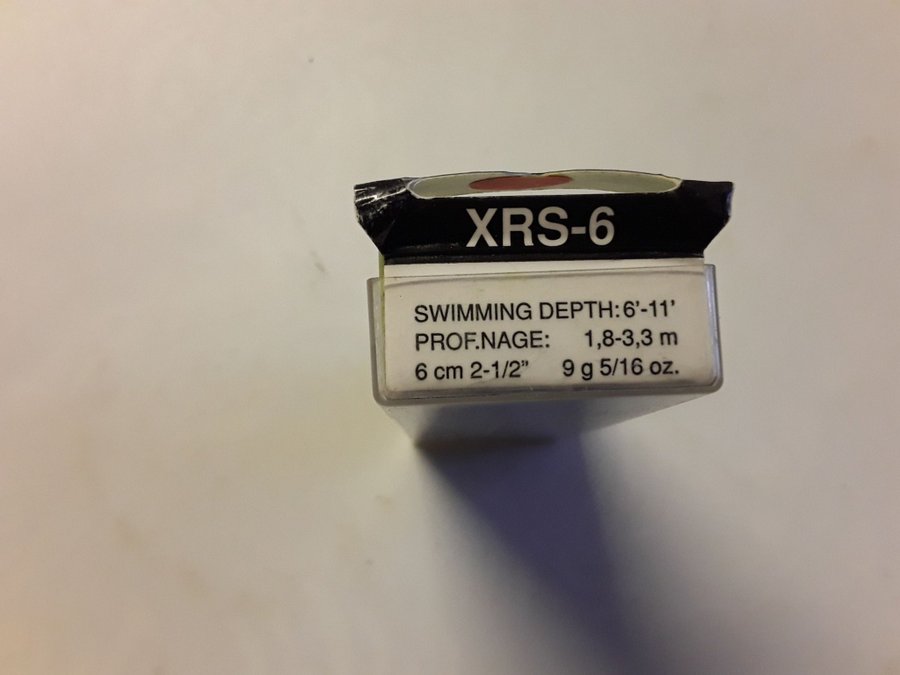 XRS-6
SWIMMING DEPTH: 6'-11'
PROF.NAGE: 1,8-3,3 m
6 cm 2-1/2" 9 g 5/16 oz.